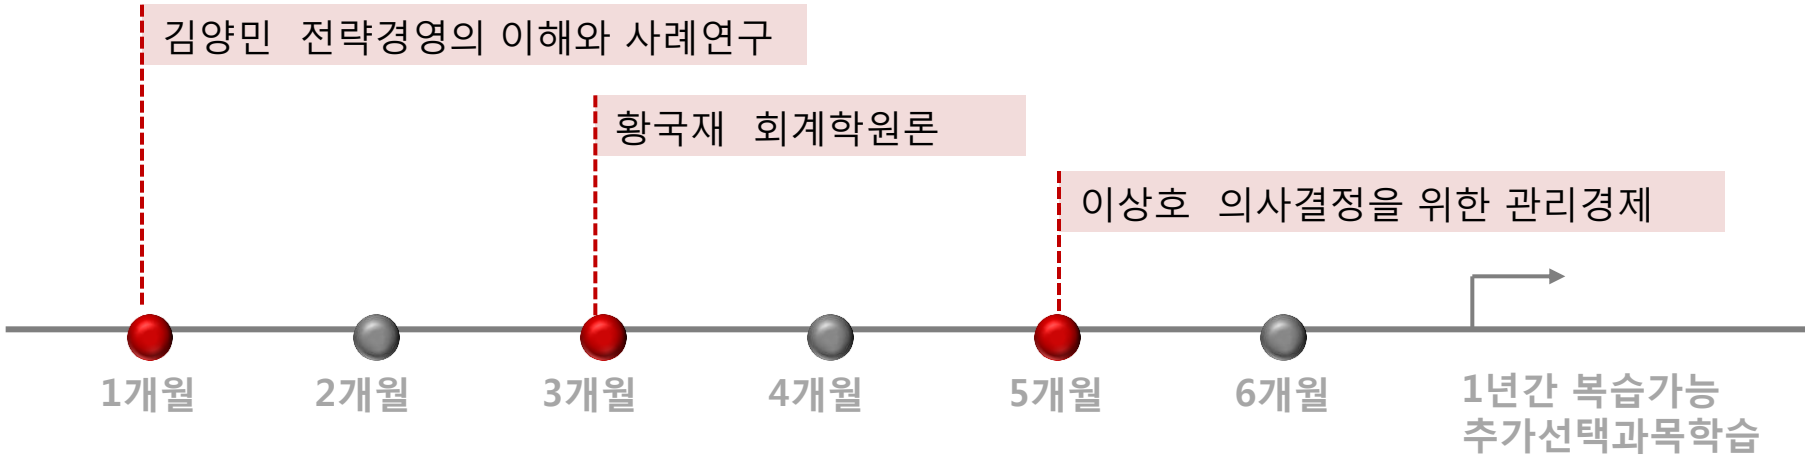 김양민 전략경영의 이해와 사례연구
황국재 회계학원론
이상호 의사결정을 위한 관리경제
1개월
2개월
3개월
4개월
5개월
6개월
1년간 복습가능
추가선택과목학습